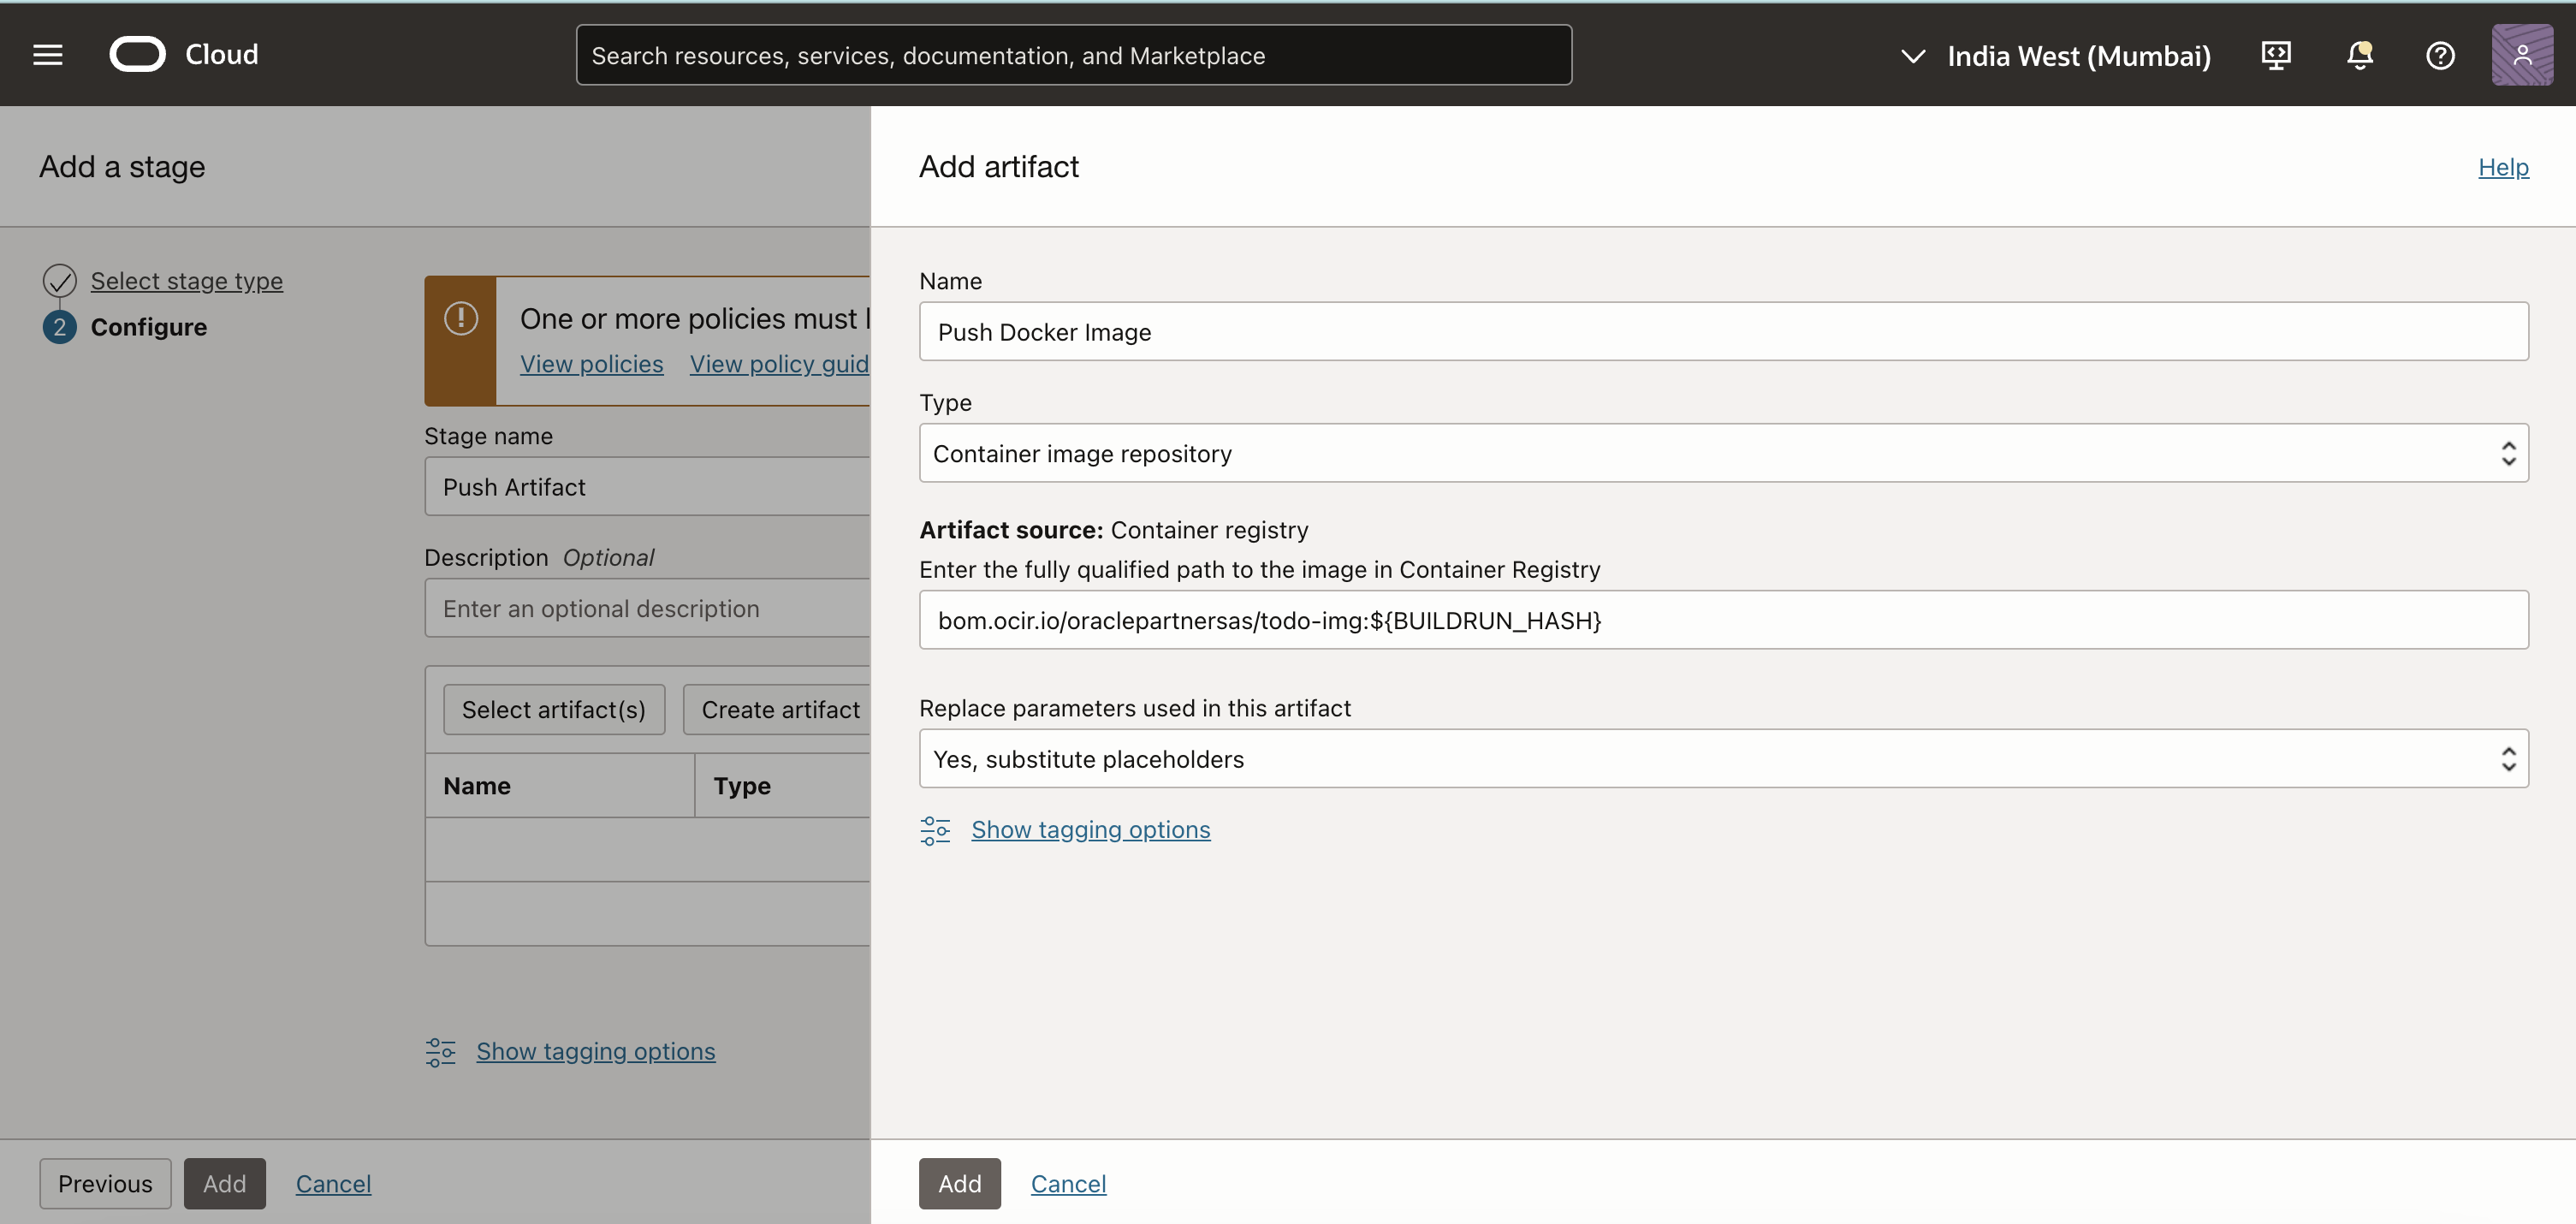 Cloud
Search resources, services, documentation, and Marketplace
India West (Mumbai)
Add a stage
Select stage type
2 Configure
One or more policies must
View policies View policy guid
Stage name
Push Artifact
Description Optional
Enter an optional description
Select artifact(s) Create artifact
Name Type
Show tagging options
Previous Add Cancel
Add artifact
Help
Name
Push Docker Image
Type
Container image repository
Artifact source: Container registry
Enter the fully qualified path to the image in Container Registry
bom.ocir.io/oraclepartnersas/todo-img:${BUILDRUN_HASH}
Replace parameters used in this artifact
Yes, substitute placeholders
Show tagging options
Add Cancel